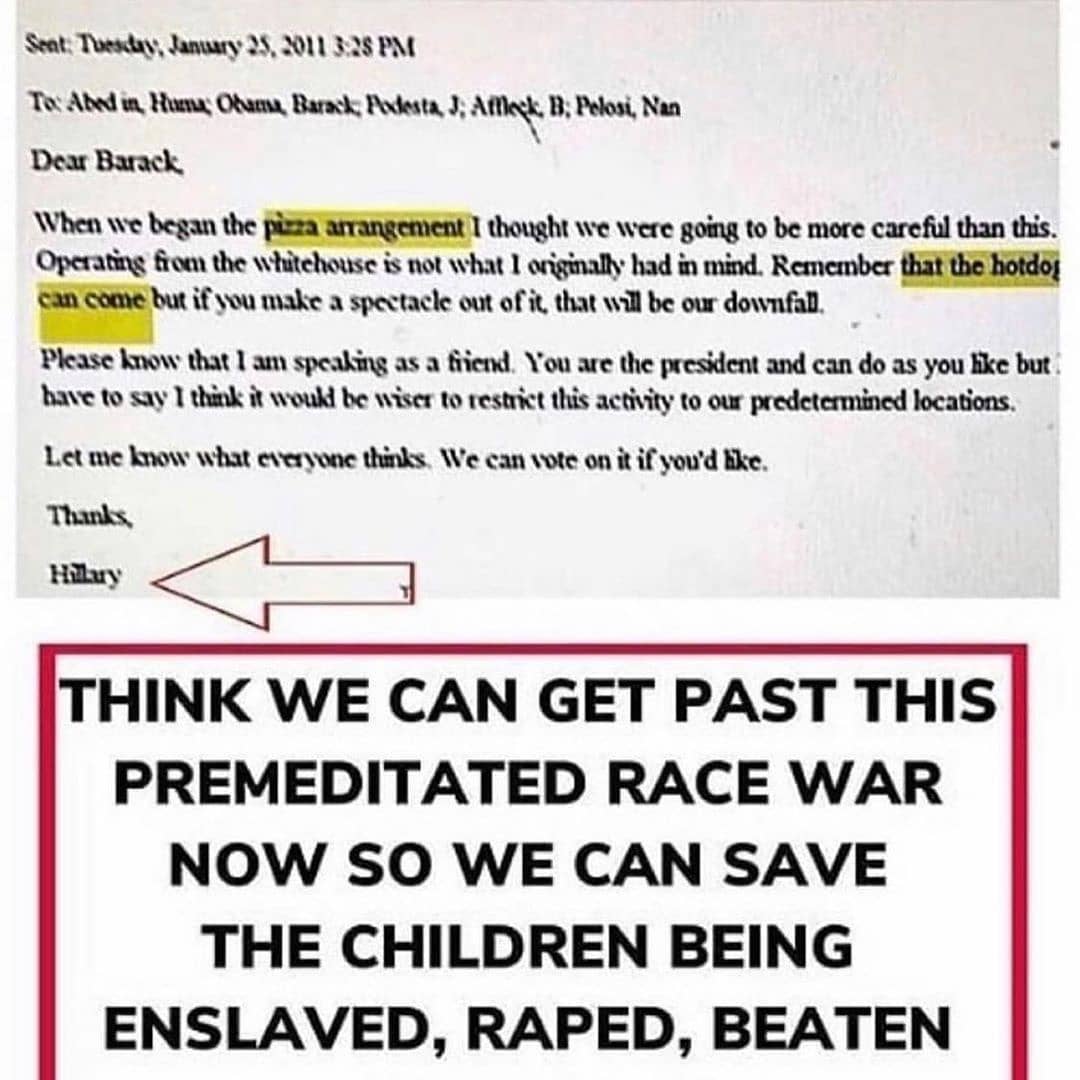 Sent: Tuesday, January 25, 2011 3:28 PM
To: Abed in, Huma; Obama, Barack; Podesta, J; Affleck, B; Pelosi, Nan
Dear Barack,
When we began the pizza arrangement I thought we were going to be more careful than this.
Operating from the whitehouse is not what I originally had in mind. Remember that the hotdog
can come but if you make a spectacle out of it, that will be our downfall.
Please know that I am speaking as a friend. You are the president and can do as you like but
have to say I think it would be wiser to restrict this activity to our predetermined locations.
Let me know what everyone thinks. We can vote on it if you'd like.
Thanks,
Hillary
THINK WE CAN GET PAST THIS
PREMEDITATED RACE WAR
NOW SO WE CAN SAVE
THE CHILDREN BEING
ENSLAVED, RAPED, BEATEN